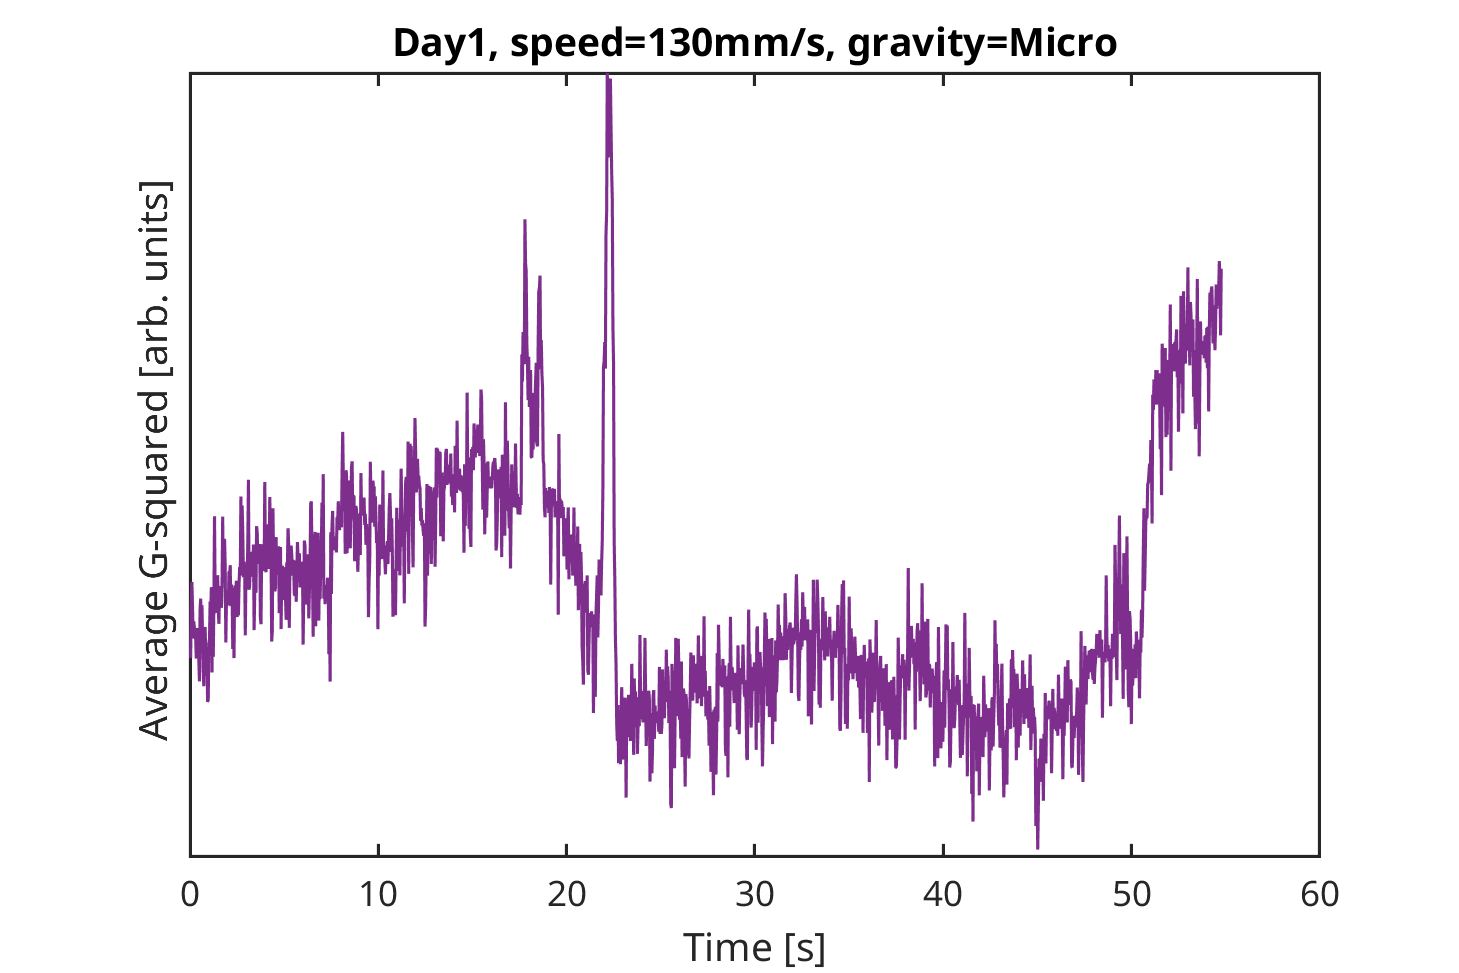 Day1, speed=130mm/s, gravity=Micro
Average G-squared [arb. units]
0 10 20 30 40 50 60
Time [s]